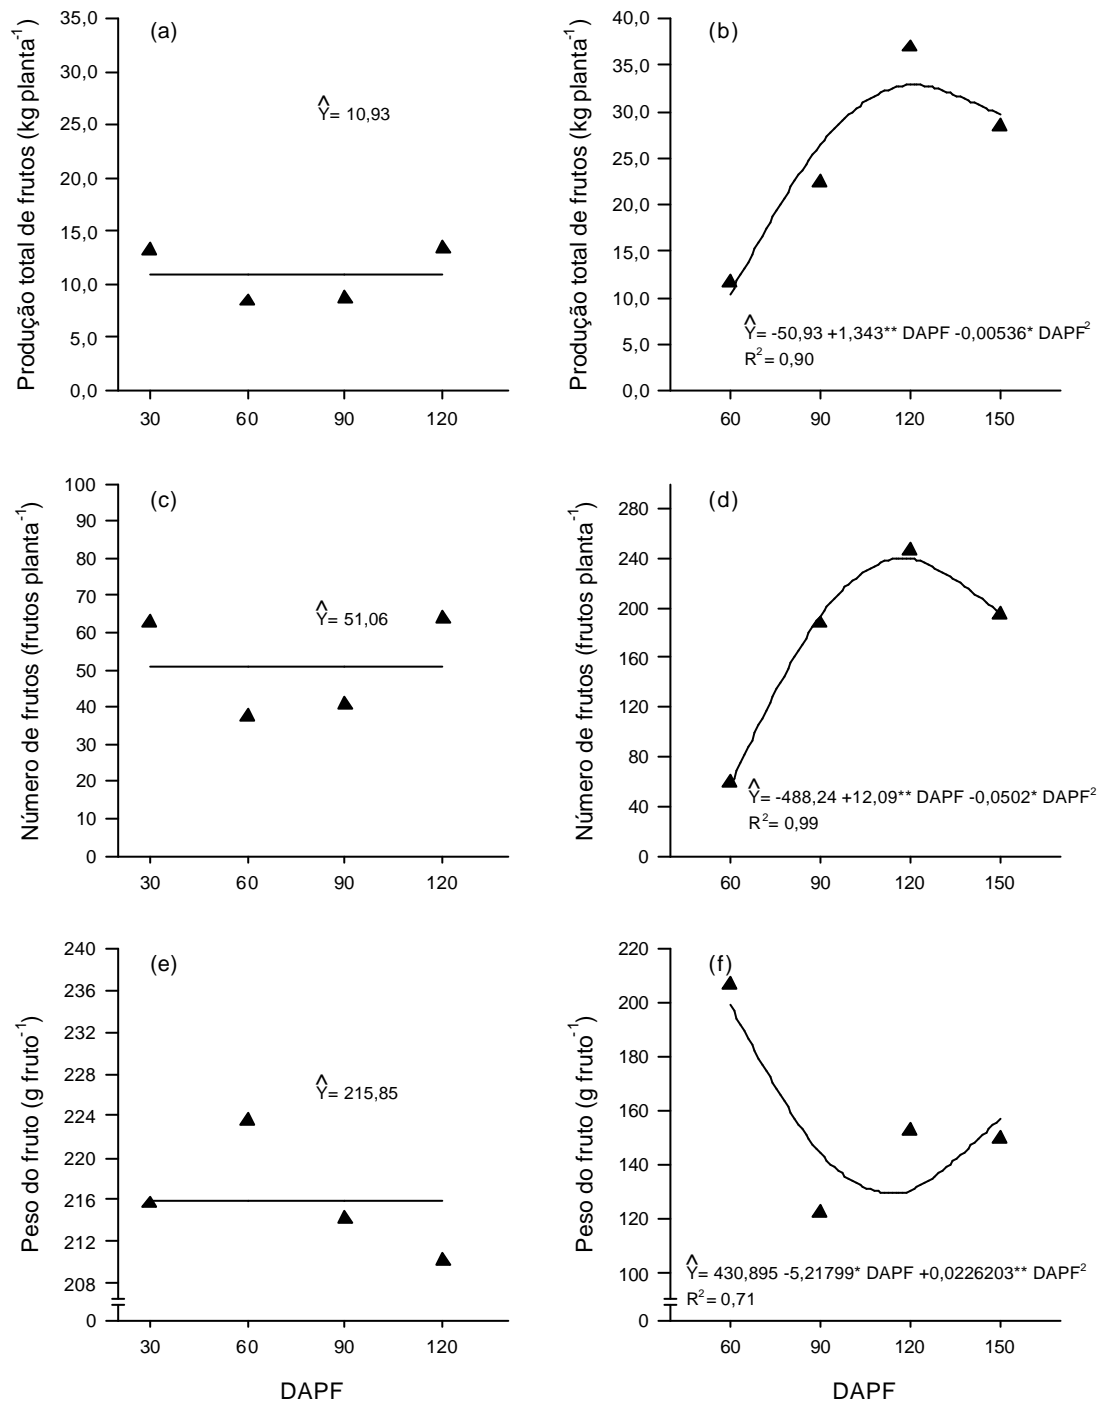 (a)
Produção total de frutos (kg planta⁻¹)
35,0
30,0
25,0
20,0
15,0
10,0
5,0
0,0
Ŷ= 10,93
30 60 90 120
(b)
Produção total de frutos (kg planta⁻¹)
40,0
35,0
30,0
25,0
20,0
15,0
10,0
5,0
0,0
Ŷ= -50,93 +1,343** DAPF -0,00536* DAPF²
R²= 0,90
60 90 120 150
(c)
Número de frutos (frutos planta⁻¹)
100
90
80
70
60
50
40
30
20
10
0
Ŷ= 51,06
30 60 90 120
(d)
Número de frutos (frutos planta⁻¹)
280
240
200
160
120
80
40
0
Ŷ= -488,24 +12,09** DAPF -0,0502* DAPF²
R²= 0,99
60 90 120 150
(e)
Peso do fruto (g fruto⁻¹)
240
236
232
228
224
220
216
212
208
0
Ŷ= 215,85
30 60 90 120
DAPF
(f)
Peso do fruto (g fruto⁻¹)
220
200
180
160
140
120
100
0
Ŷ= 430,895 -5,21799* DAPF +0,0226203** DAPF²
R²= 0,71
60 90 120 150
DAPF